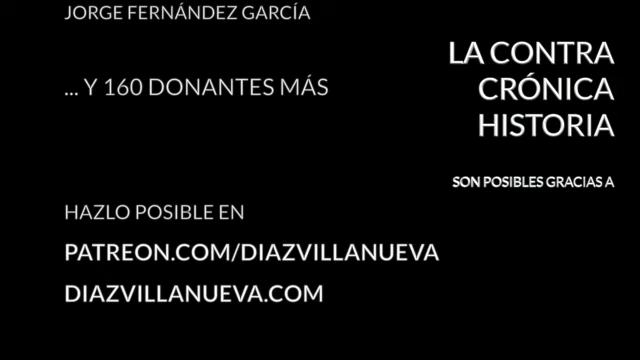 JORGE FERNÁNDEZ GARCÍA
... Y 160 DONANTES MÁS
HAZLO POSIBLE EN
PATREON.COM/DIAZVILLANUEVA
DIAZVILLANUEVA.COM
LA CONTRA
CRÓNICA
HISTORIA
SON POSIBLES GRACIAS A